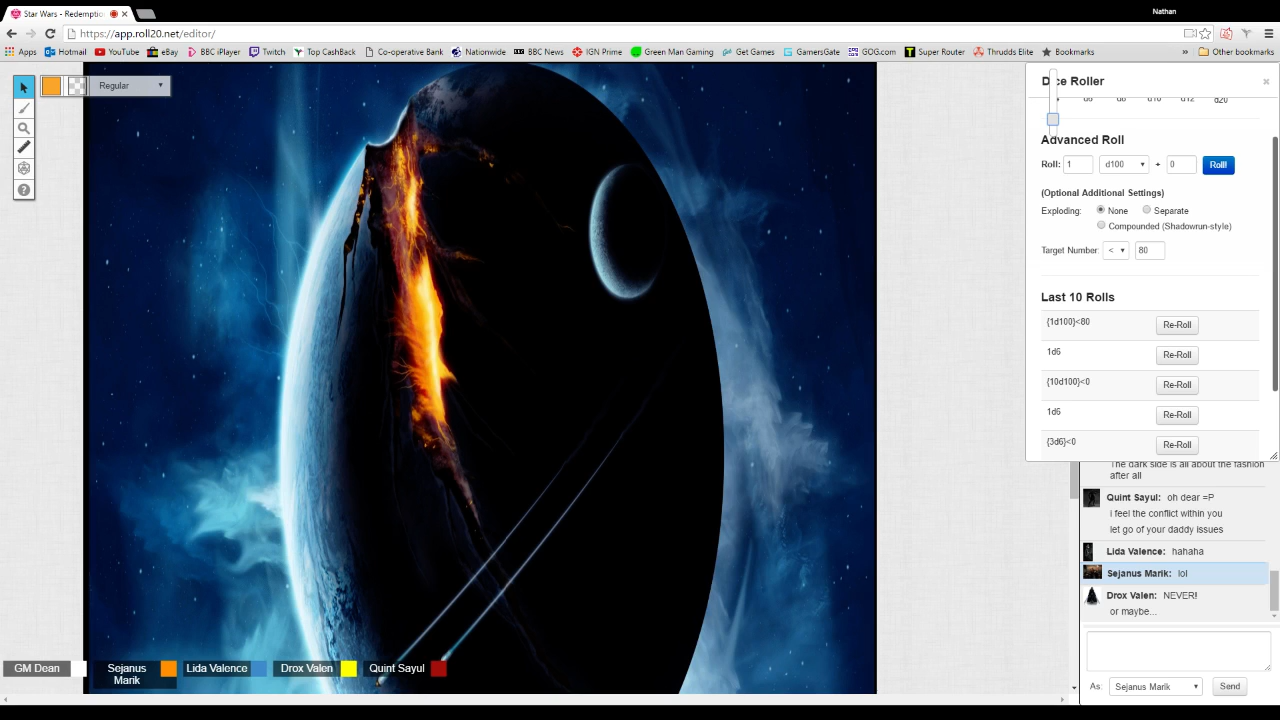 Nathan
Star Wars - Redemption
https://app.roll20.net/editor/
Apps Hotmail YouTube eBay BBC iPlayer Twitch Top CashBack Co-operative Bank Nationwide BBC News IGN Prime Green Man Gaming Get Games GamersGate GOG.com Super Router Thrudds Elite Bookmarks » Other bookmarks
Regular
Dice Roller
d6 d8 d10 d12 d20
Advanced Roll
Roll: 1 d100 + 0 Roll!
(Optional Additional Settings)
Exploding: None Separate
Compounded (Shadowrun-style)
Target Number: < 80
Last 10 Rolls
{1d100}<80 Re-Roll
1d6 Re-Roll
{10d100}<0 Re-Roll
1d6 Re-Roll
{3d6}<0 Re-Roll
The dark side is all about the fashion
after all
Quint Sayul: oh dear =P
i feel the conflict within you
let go of your daddy issues
Lida Valence: hahaha
Sejanus Marik: lol
Drox Valen: NEVER!
or maybe...
As: Sejanus Marik Send
GM Dean Sejanus Lida Valence Drox Valen Quint Sayul
Marik